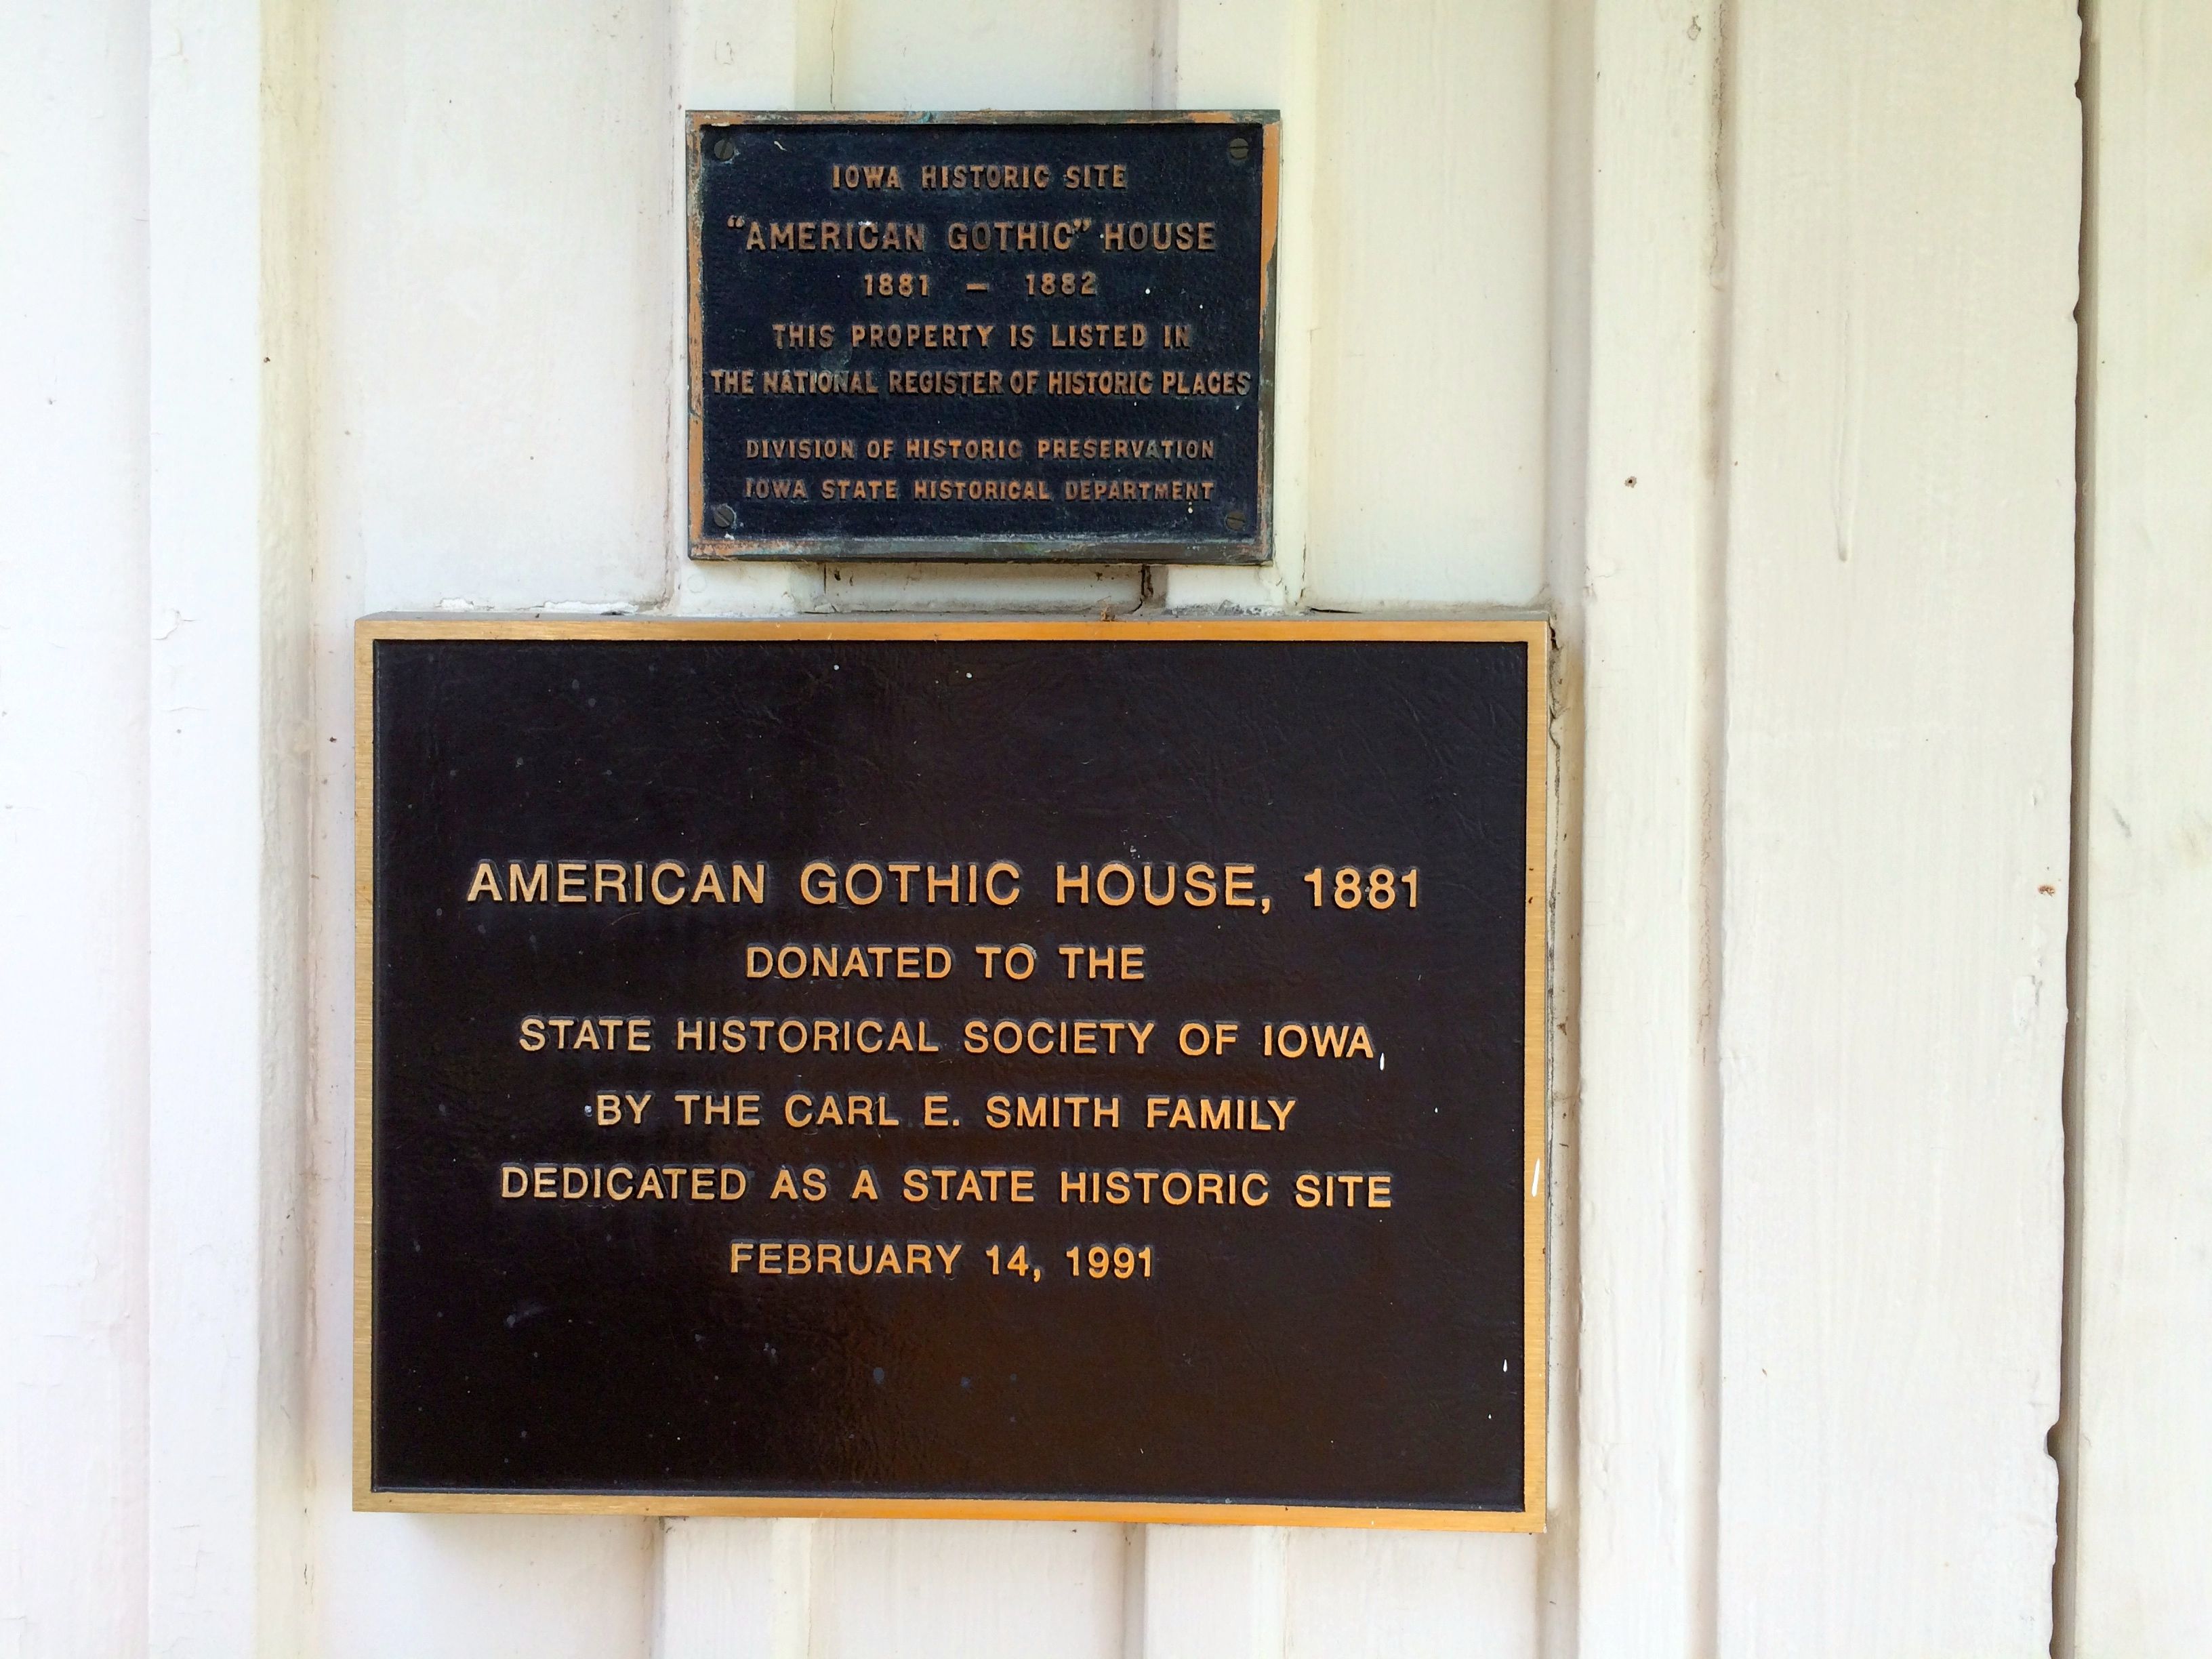 IOWA HISTORIC SITE
“AMERICAN GOTHIC” HOUSE
1881 — 1882
THIS PROPERTY IS LISTED IN
THE NATIONAL REGISTER OF HISTORIC PLACES
DIVISION OF HISTORIC PRESERVATION
IOWA STATE HISTORICAL DEPARTMENT
AMERICAN GOTHIC HOUSE, 1881
DONATED TO THE
STATE HISTORICAL SOCIETY OF IOWA
BY THE CARL E. SMITH FAMILY
DEDICATED AS A STATE HISTORIC SITE
FEBRUARY 14, 1991